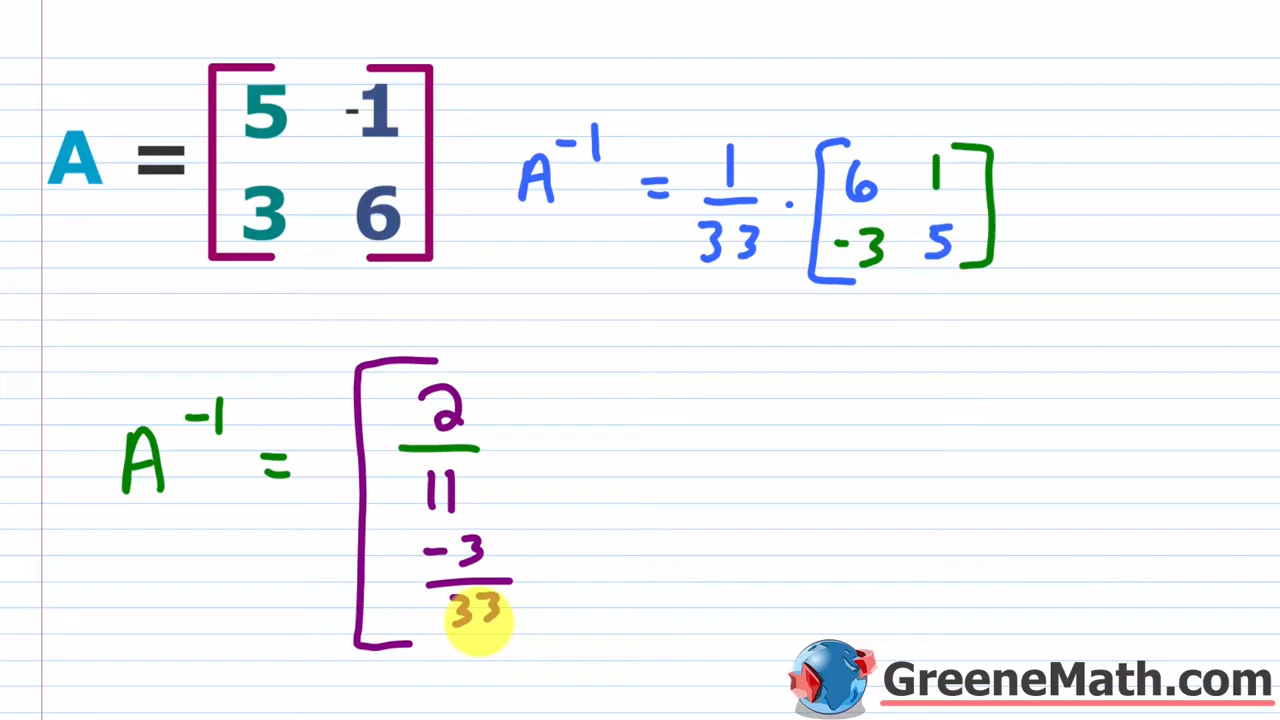 A = [5 -1
3 6]
A⁻¹ = 1/33 · [6 1
-3 5]
A⁻¹ = [2/11
-3/33
GreeneMath.com